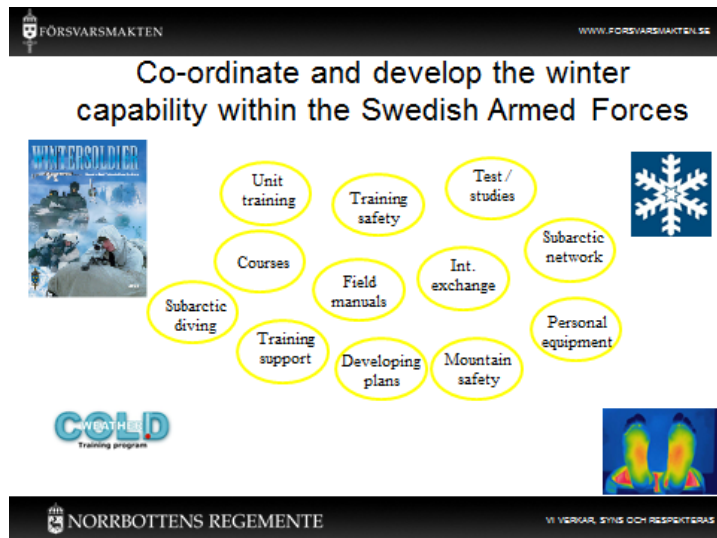 FÖRSVARSMAKTEN
WWW.FORSVARSMAKTEN.SE
Co-ordinate and develop the winter
capability within the Swedish Armed Forces
WINTERSOLDIER
Unit
training
Training
safety
Test /
studies
Courses
Field
manuals
Int.
exchange
Subarctic
network
Subarctic
diving
Training
support
Developing
plans
Mountain
safety
Personal
equipment
COLD
WEATHER
Training program
NORRBOTTENS REGEMENTE
VI VERKAR, SYNS OCH RESPEKTERAS